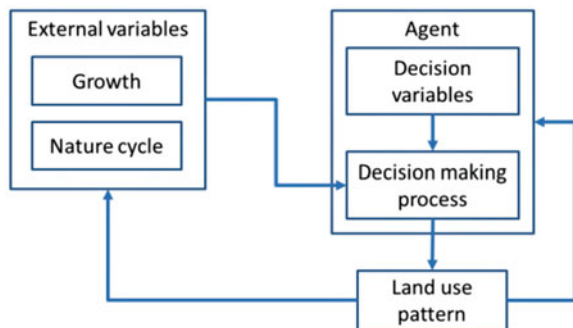 External variables
Growth
Nature cycle
Agent
Decision
variables
Decision making
process
Land use
pattern